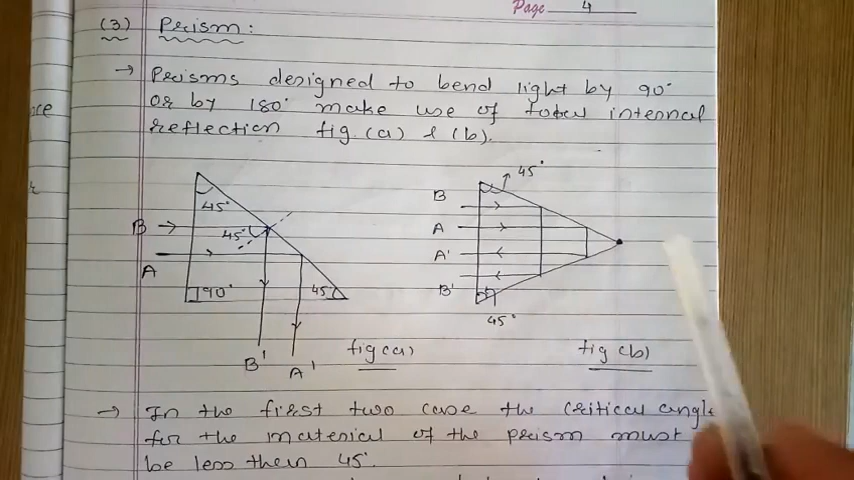 Page 4
(3) Prism:
→ Prisms designed to bend light by 90°
or by 180° make use of total internal
reflection fig (a) & (b).
45°
B
45°
A
90°
45
B'
A'
fig (a)
45°
B
A
A'
B'
45°
fig (b)
→ In the first two case the critical angle
for the material of the prism must
be less then 45°.